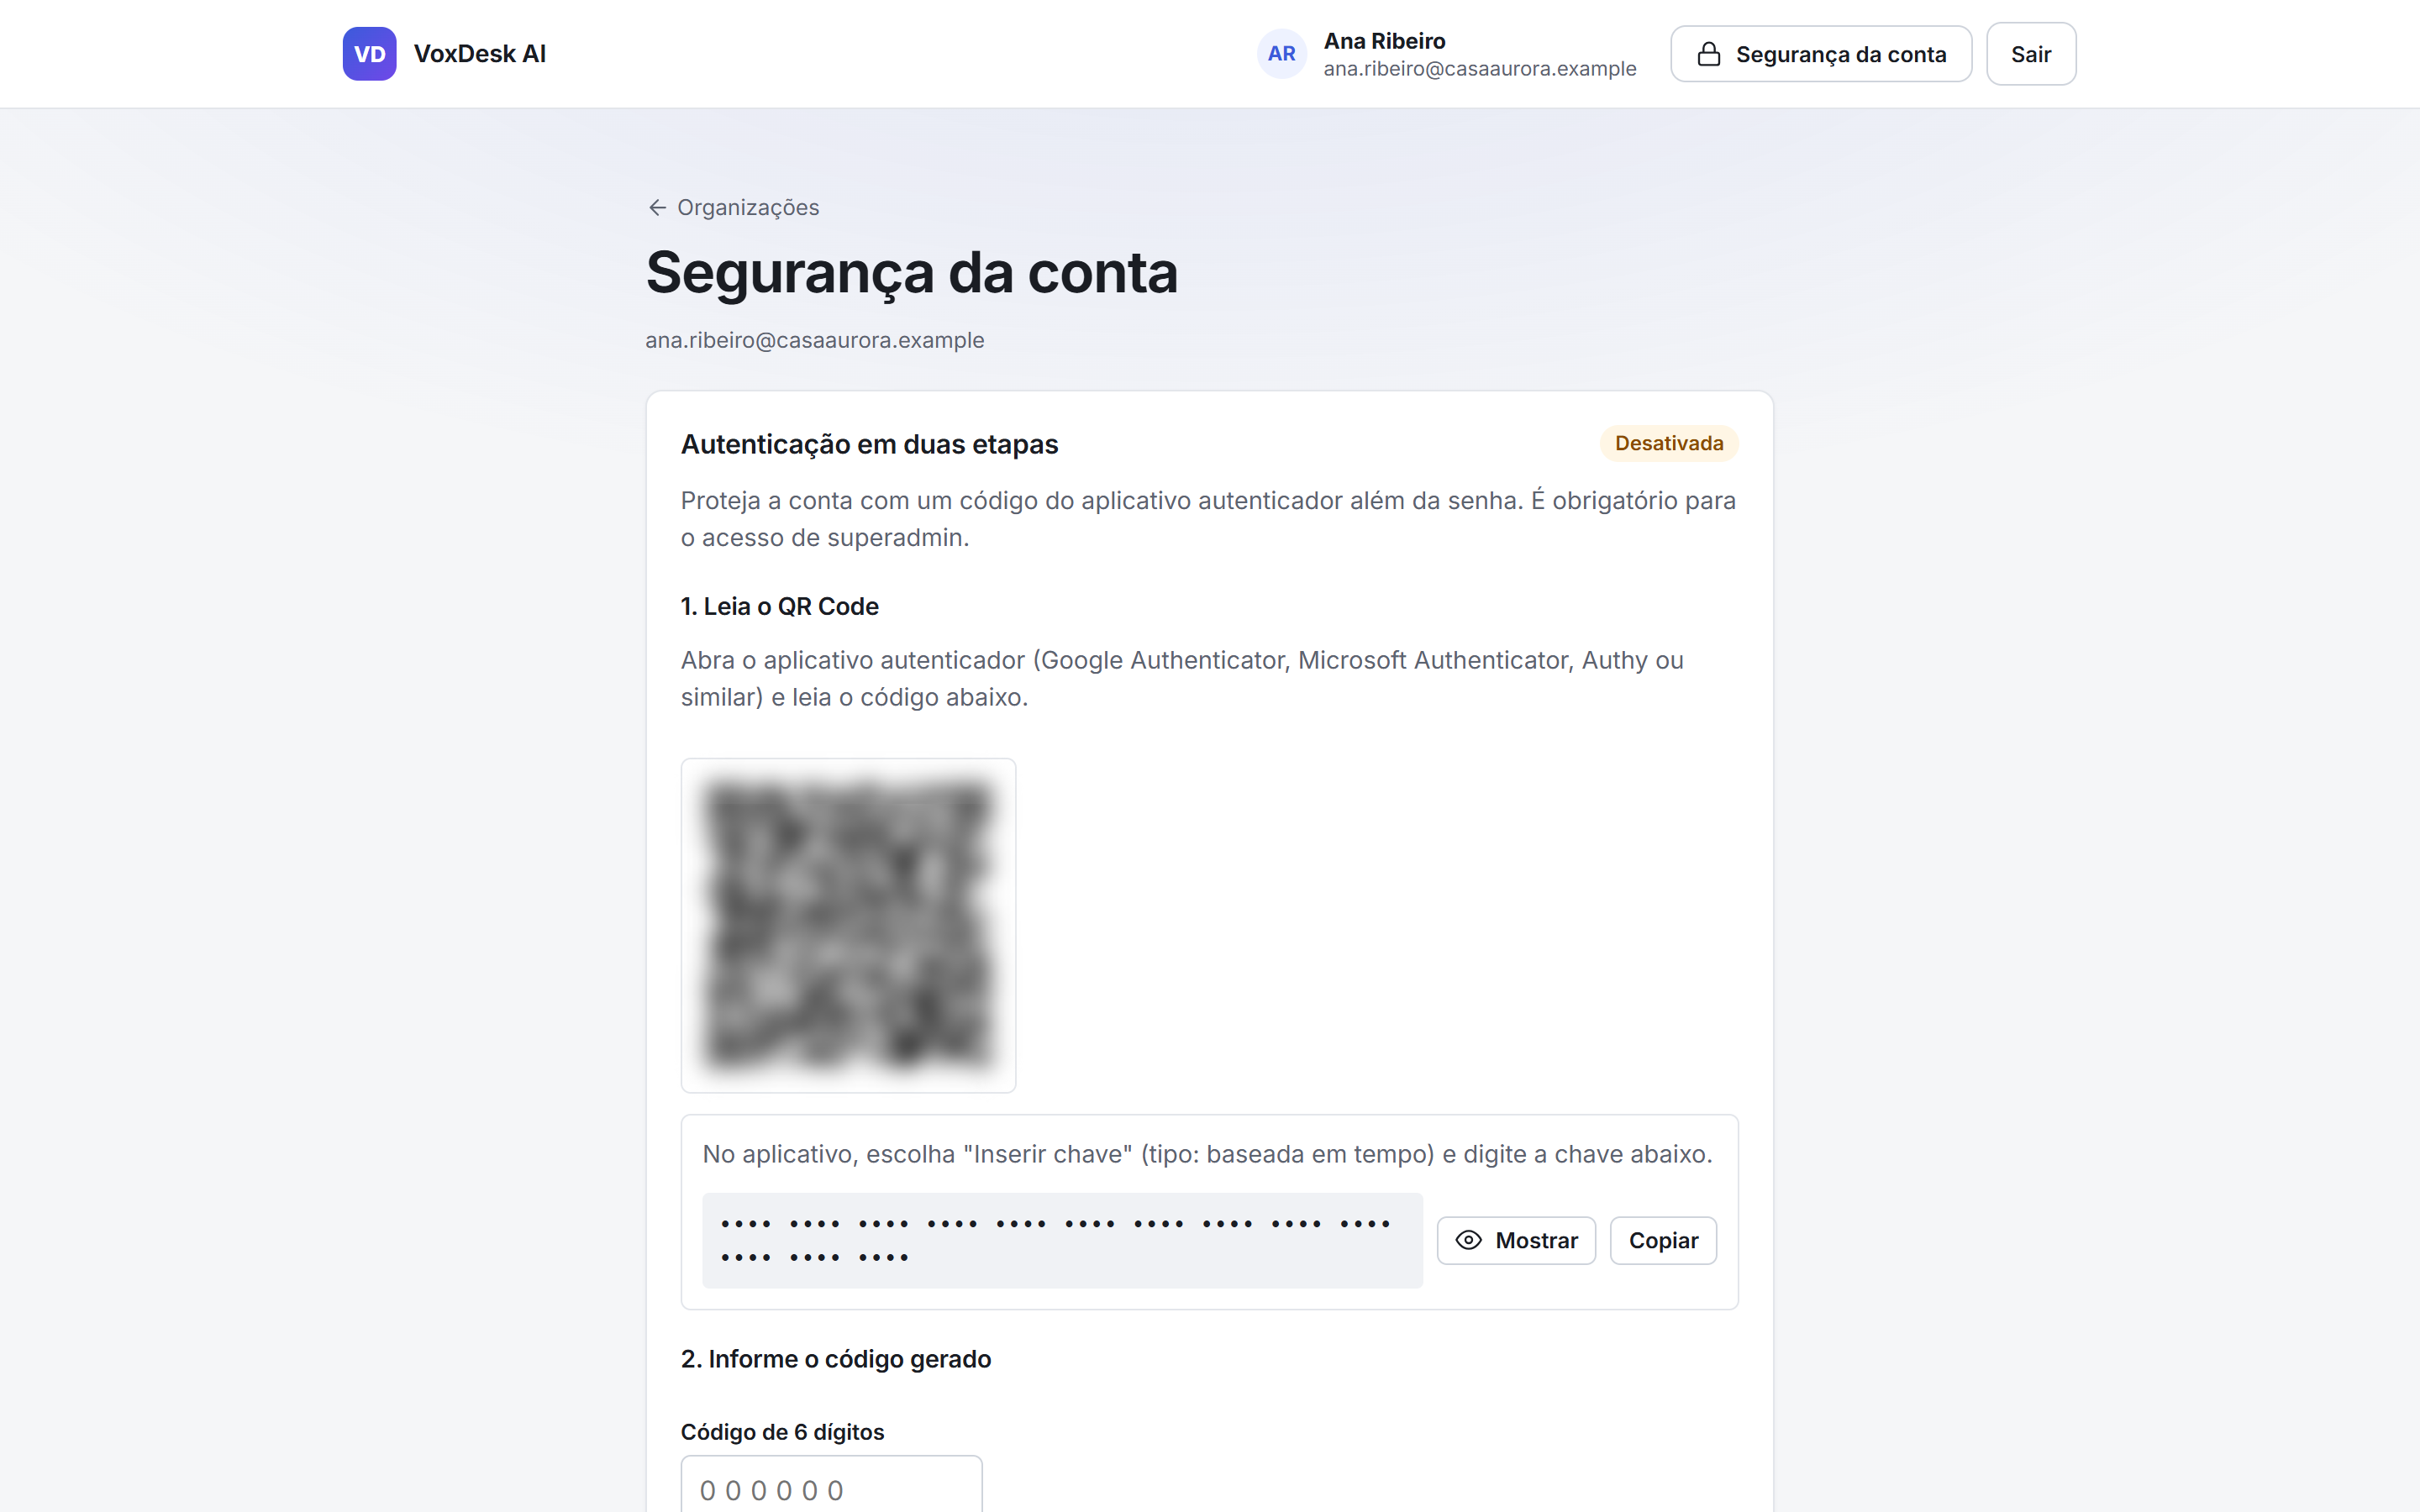 VD VoxDesk AI
AR
Ana Ribeiro
ana.ribeiro@casaaurora.example
Segurança da conta
Sair
← Organizações
Segurança da conta
ana.ribeiro@casaaurora.example
Autenticação em duas etapas
Desativada
Proteja a conta com um código do aplicativo autenticador além da senha. É obrigatório para
o acesso de superadmin.
1. Leia o QR Code
Abra o aplicativo autenticador (Google Authenticator, Microsoft Authenticator, Authy ou
similar) e leia o código abaixo.
No aplicativo, escolha "Inserir chave" (tipo: baseada em tempo) e digite a chave abaixo.
•••• •••• •••• •••• •••• •••• •••• •••• •••• ••••
•••• •••• ••••
Mostrar
Copiar
2. Informe o código gerado
Código de 6 dígitos
000000